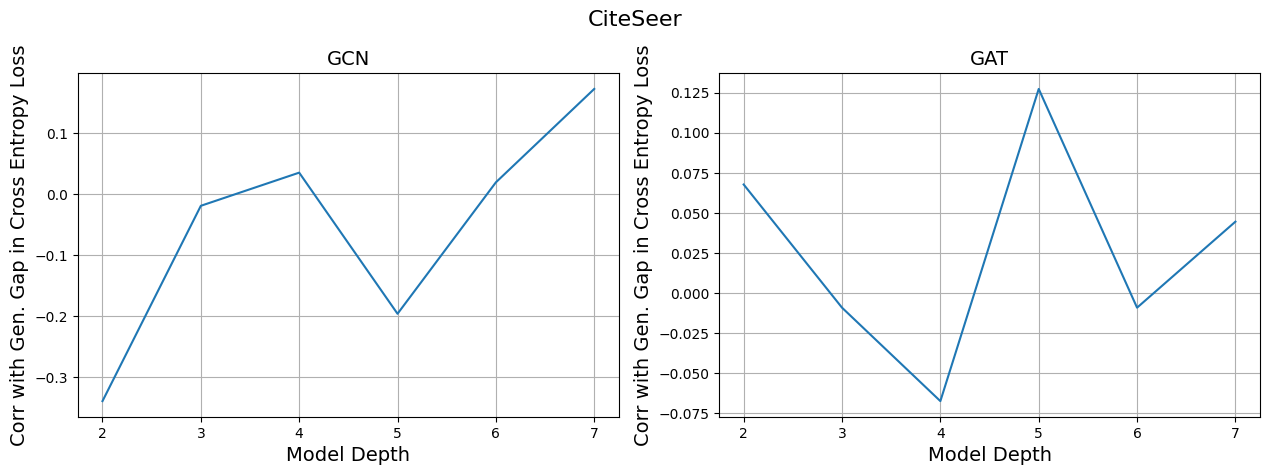 CiteSeer
GCN
Corr with Gen. Gap in Cross Entropy Loss
0.1
0.0
−0.1
−0.2
−0.3
2 3 4 5 6 7
Model Depth
GAT
Corr with Gen. Gap in Cross Entropy Loss
0.125
0.100
0.075
0.050
0.025
0.000
−0.025
−0.050
−0.075
2 3 4 5 6 7
Model Depth